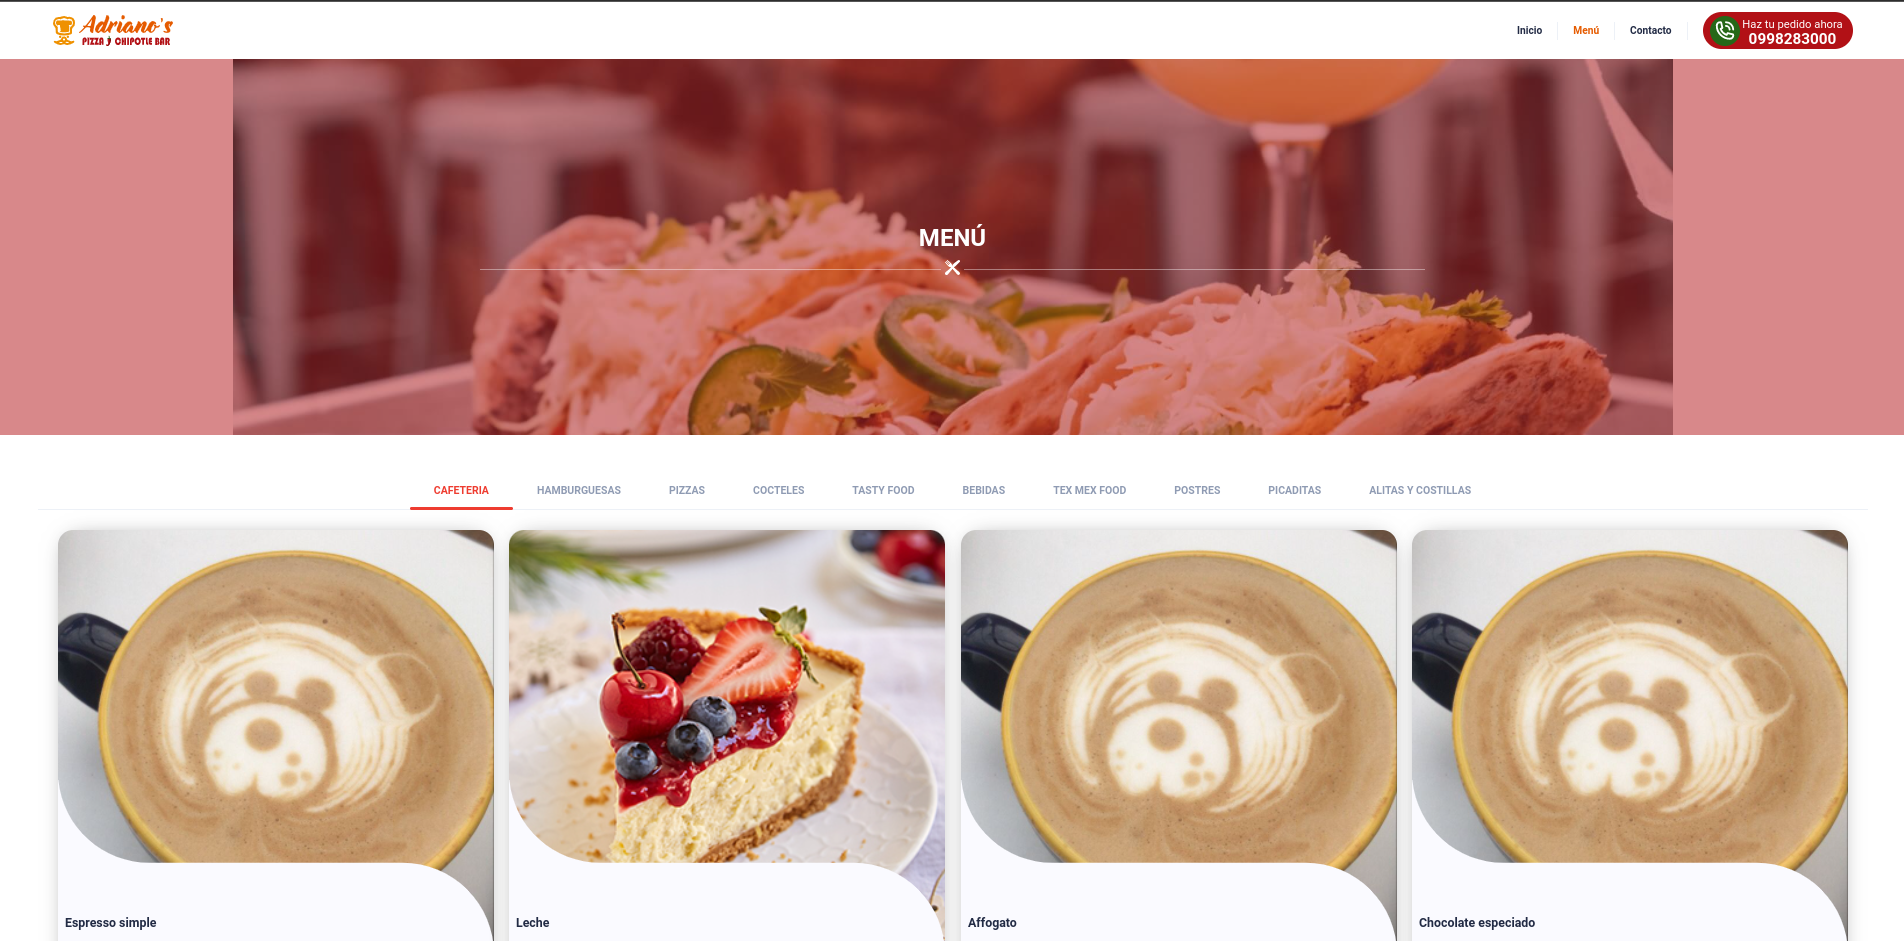 Adriano's
PIZZA Y CHIPOTLE BAR
Inicio
Menú
Contacto
Haz tu pedido ahora
0998283000
MENÚ
CAFETERIA
HAMBURGUESAS
PIZZAS
COCTELES
TASTY FOOD
BEBIDAS
TEX MEX FOOD
POSTRES
PICADITAS
ALITAS Y COSTILLAS
Espresso simple
Leche
Affogato
Chocolate especiado